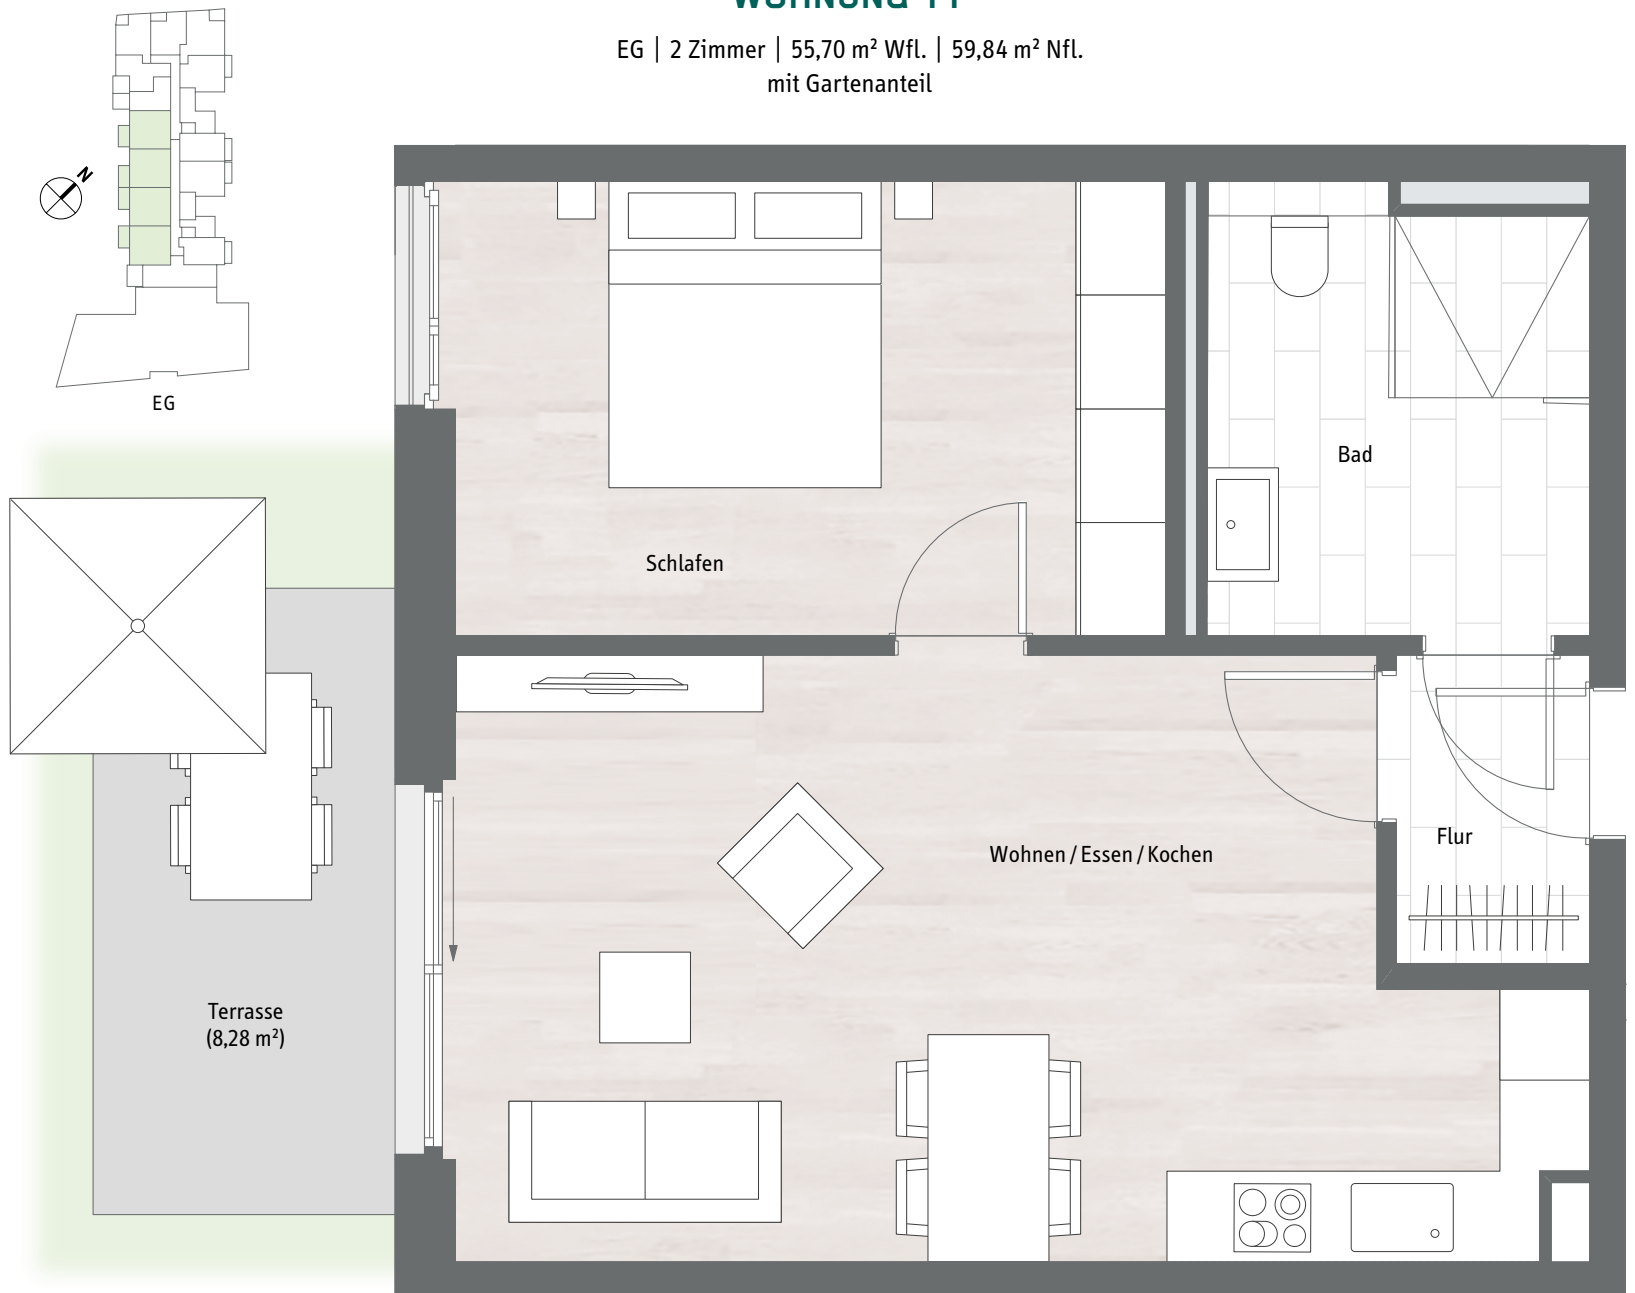 EG | 2 Zimmer | 55,70 m² Wfl. | 59,84 m² Nfl.
mit Gartenanteil
N
EG
Bad
Schlafen
Flur
Wohnen / Essen / Kochen
Terrasse
(8,28 m²)